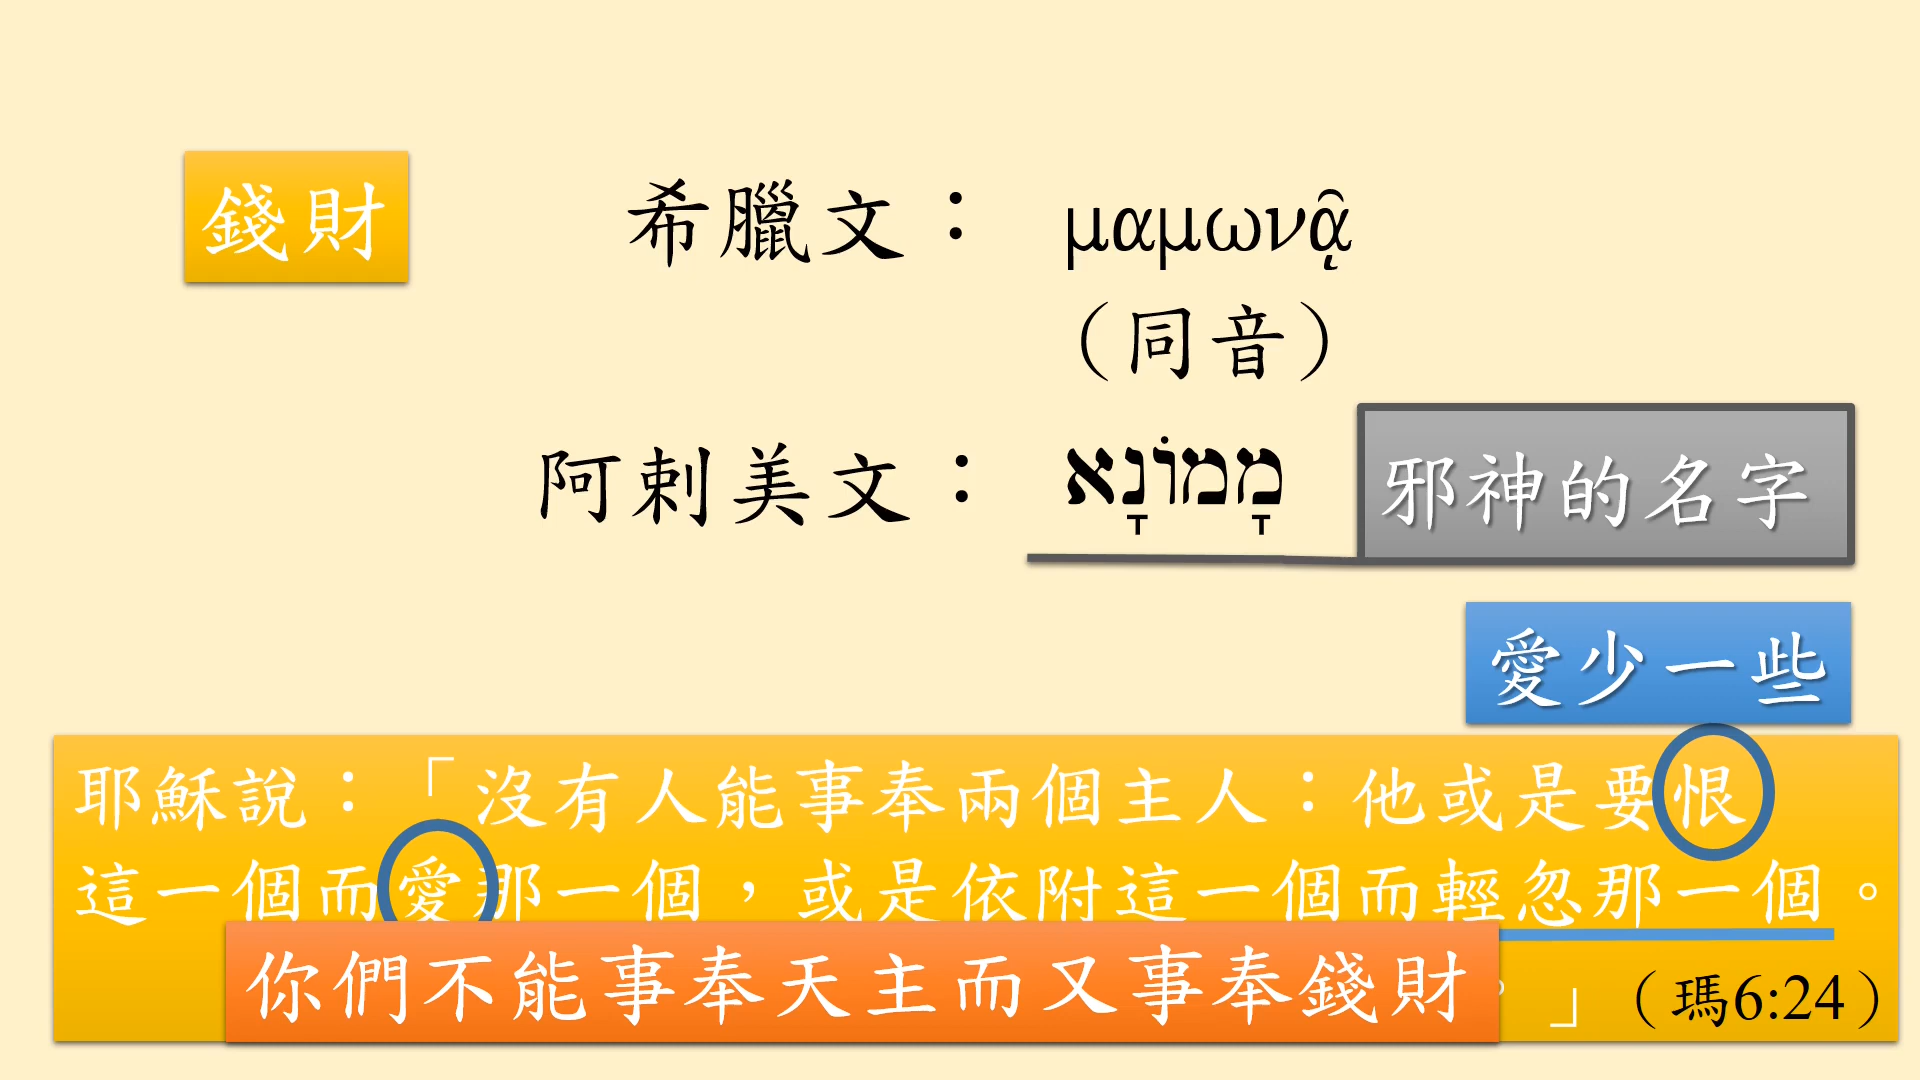 錢財
希臘文： μαμωνᾷ
（同音）
阿剌美文： מָמוֹנָא
邪神的名字
愛少一些
耶穌說：「沒有人能事奉兩個主人：他或是要恨
這一個而愛那一個，或是依附這一個而輕忽那一個。
你們不能事奉天主而又事奉錢財。」（瑪6:24）